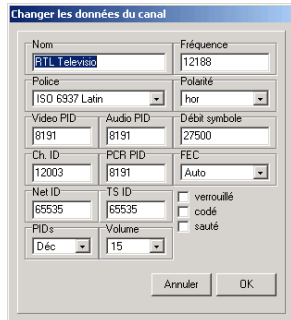 Changer les données du canal
Nom Fréquence
RTL Televisio 12188
Police Polarité
ISO 6937 Latin hor
Video PID Audio PID Débit symbole
8191 8191 27500
Ch. ID PCR PID FEC
12003 8191 Auto
Net ID TS ID
65535 65535 verrouillé
codé
PIDs Volume sauté
Déc 15
Annuler OK